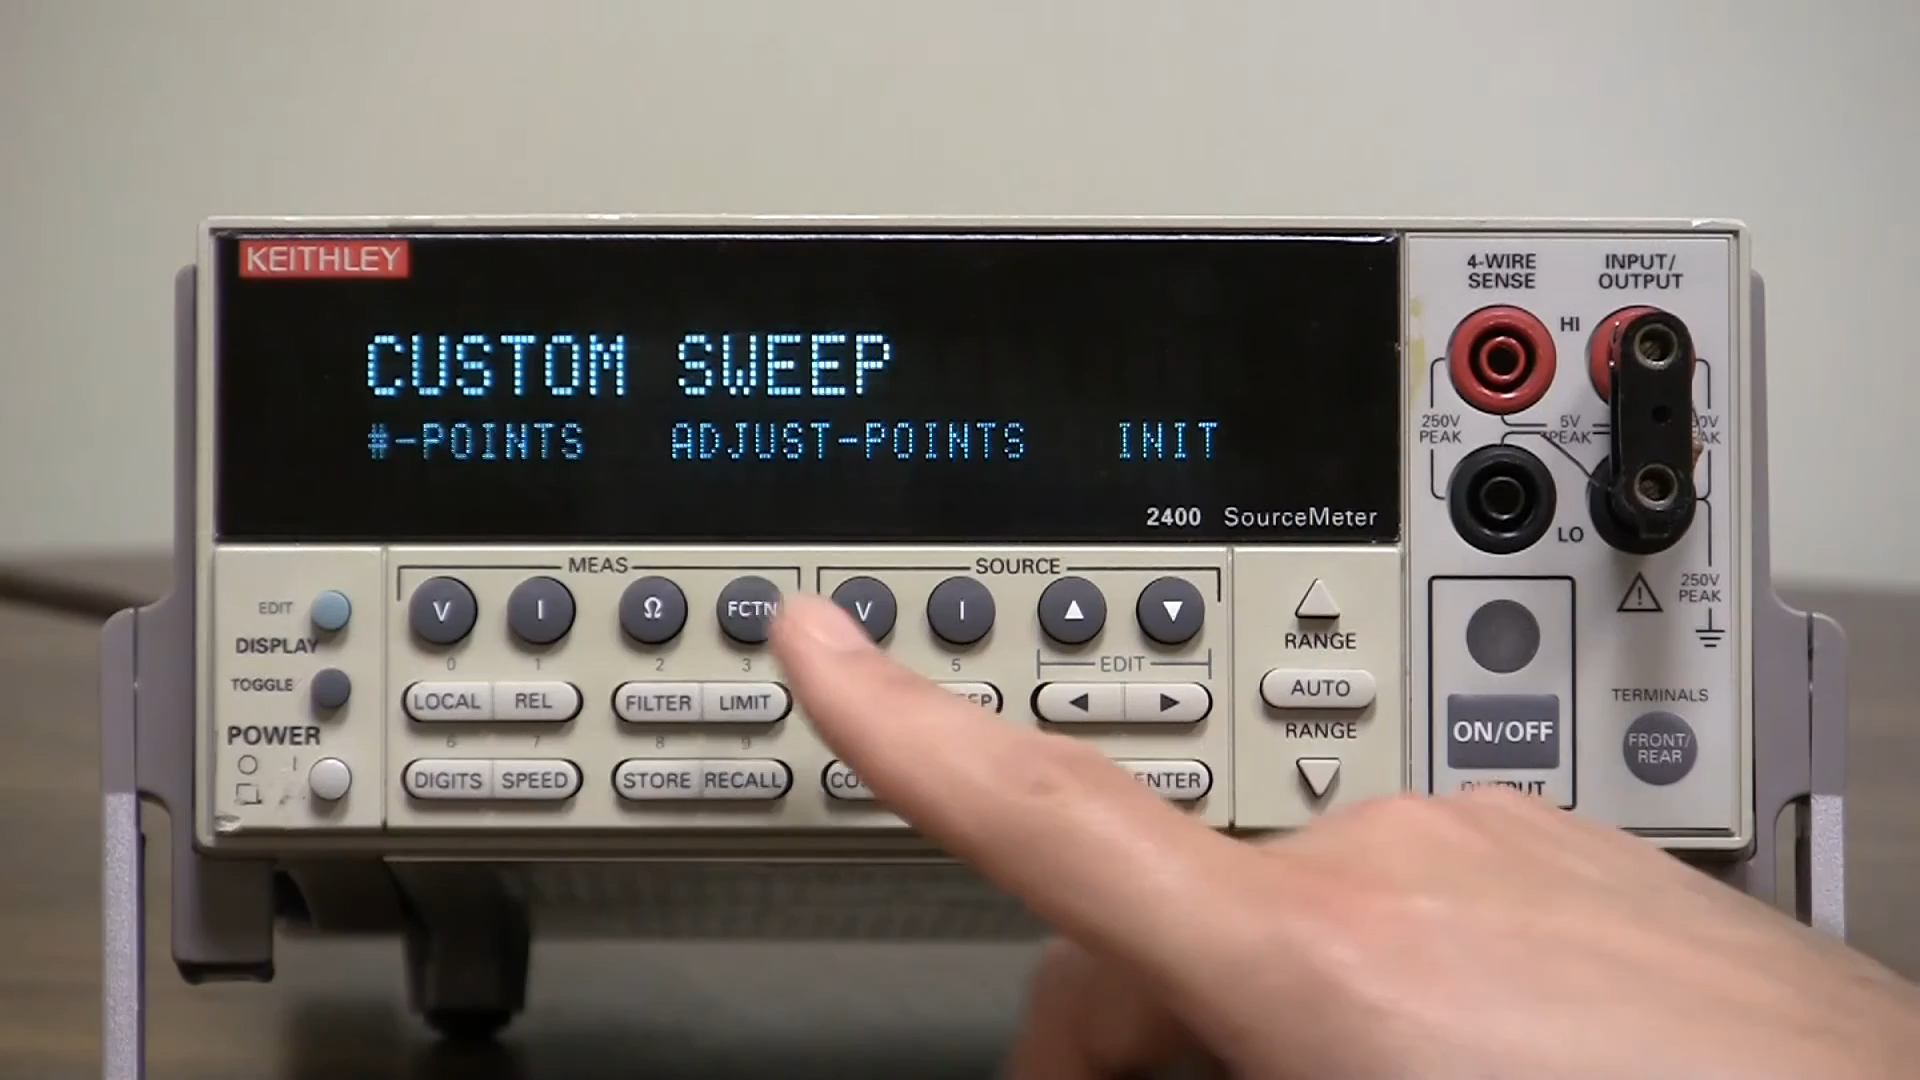 KEITHLEY
CUSTOM SWEEP
#-POINTS ADJUST-POINTS INIT
2400 SourceMeter
4-WIRE SENSE
INPUT/OUTPUT
HI
250V PEAK
5V PEAK
LO
250V PEAK
MEAS
SOURCE
EDIT
DISPLAY
TOGGLE
POWER
V I Ω FCTN V I ▲ ▼
0 1 2 3 5
EDIT
LOCAL REL FILTER LIMIT ◀ ▶
6 7 8 9
DIGITS SPEED STORE RECALL
RANGE
AUTO
RANGE
ON/OFF
OUTPUT
TERMINALS
FRONT/REAR